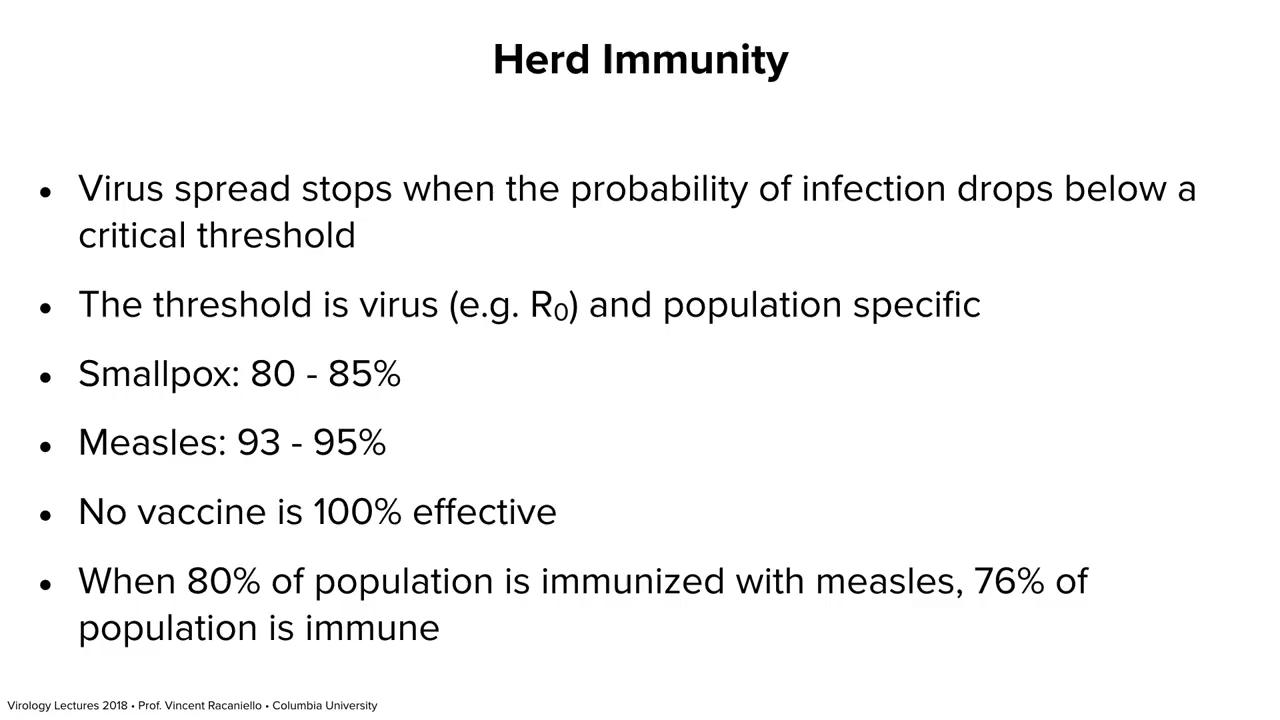 Herd Immunity
• Virus spread stops when the probability of infection drops below a
critical threshold
• The threshold is virus (e.g. R₀) and population specific
• Smallpox: 80 - 85%
• Measles: 93 - 95%
• No vaccine is 100% effective
• When 80% of population is immunized with measles, 76% of
population is immune
Virology Lectures 2018 • Prof. Vincent Racaniello • Columbia University